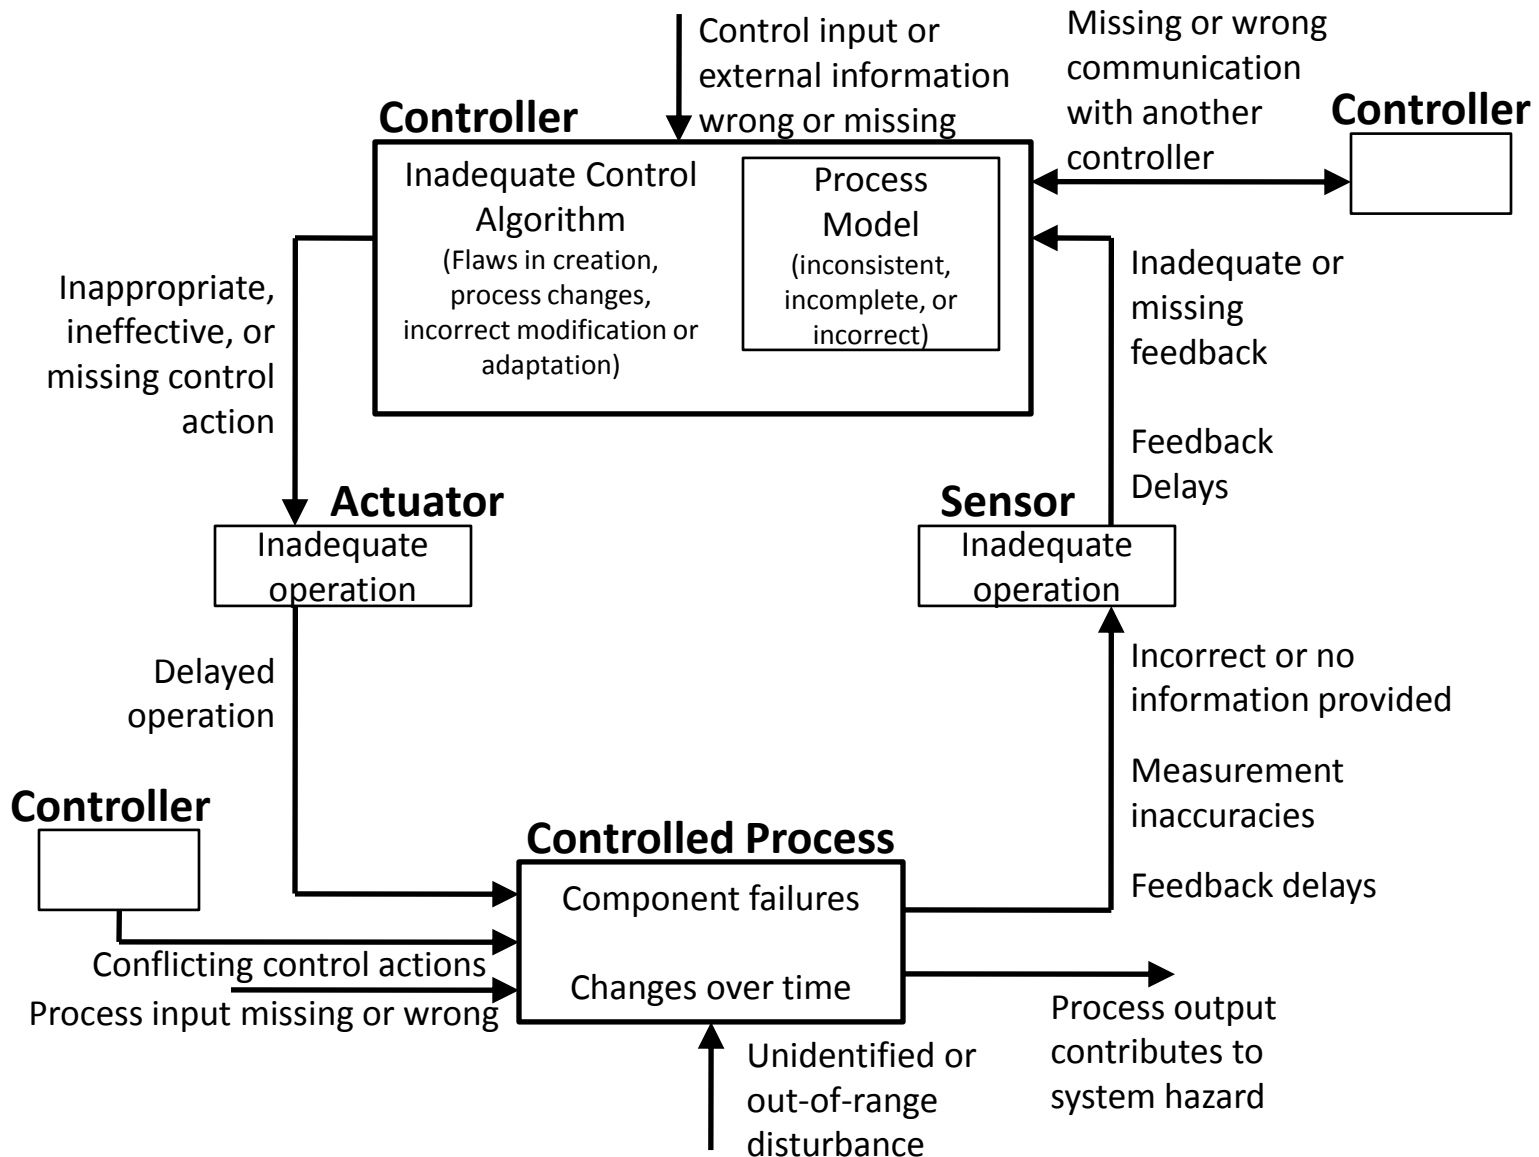 Control input or
external information
wrong or missing
Missing or wrong
communication
with another
controller
Controller
Controller
Inadequate Control
Algorithm
(Flaws in creation,
process changes,
incorrect modification or
adaptation)
Process
Model
(inconsistent,
incomplete, or
incorrect)
Inappropriate,
ineffective, or
missing control
action
Inadequate or
missing
feedback
Feedback
Delays
Actuator
Inadequate
operation
Sensor
Inadequate
operation
Delayed
operation
Incorrect or no
information provided
Measurement
inaccuracies
Feedback delays
Controller
Controlled Process
Component failures
Changes over time
Conflicting control actions
Process input missing or wrong
Unidentified or
out-of-range
disturbance
Process output
contributes to
system hazard